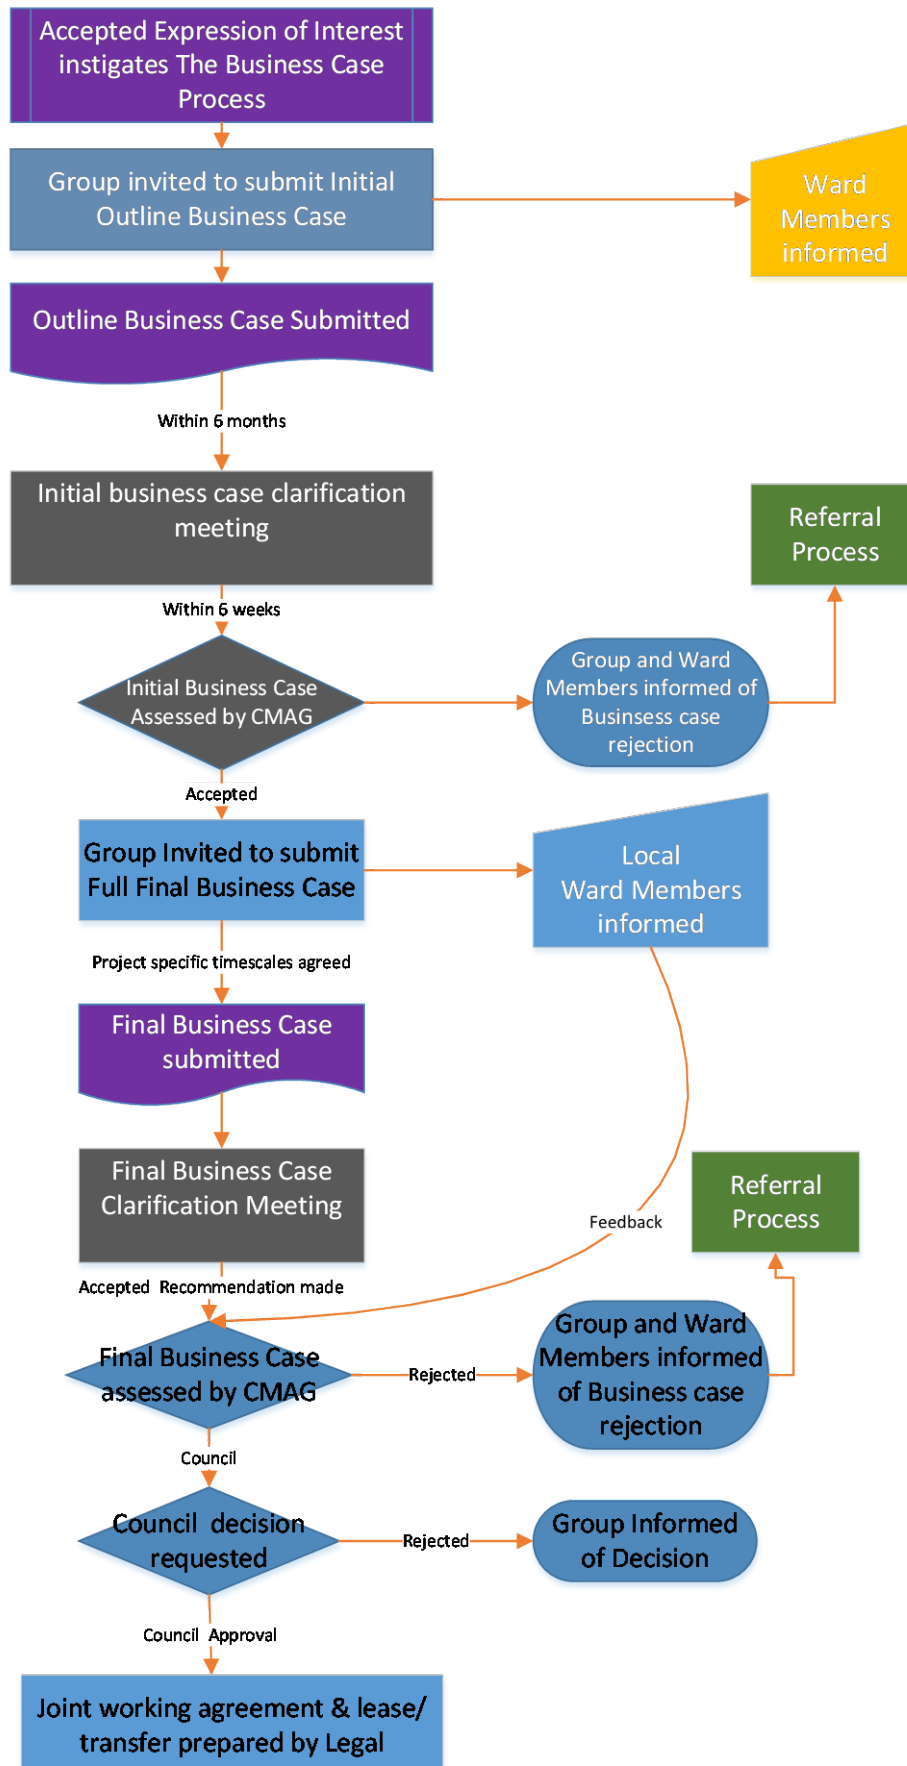 Accepted Expression of Interest
instigates The Business Case
Process
Group invited to submit Initial
Outline Business Case
Ward
Members
informed
Outline Business Case Submitted
Within 6 months
Initial business case clarification
meeting
Referral
Process
Within 6 weeks
Initial Business Case
Assessed by CMAG
Group and Ward
Members informed of
Businsess case
rejection
Accepted
Group Invited to submit
Full Final Business Case
Local
Ward Members
informed
Project specific timescales agreed
Final Business Case
submitted
Final Business Case
Clarification Meeting
Referral
Process
Feedback
Accepted Recommendation made
Final Business Case
assessed by CMAG
Rejected
Group and Ward
Members informed
of Business case
rejection
Council
Council decision
requested
Rejected
Group Informed
of Decision
Council Approval
Joint working agreement & lease/
transfer prepared by Legal